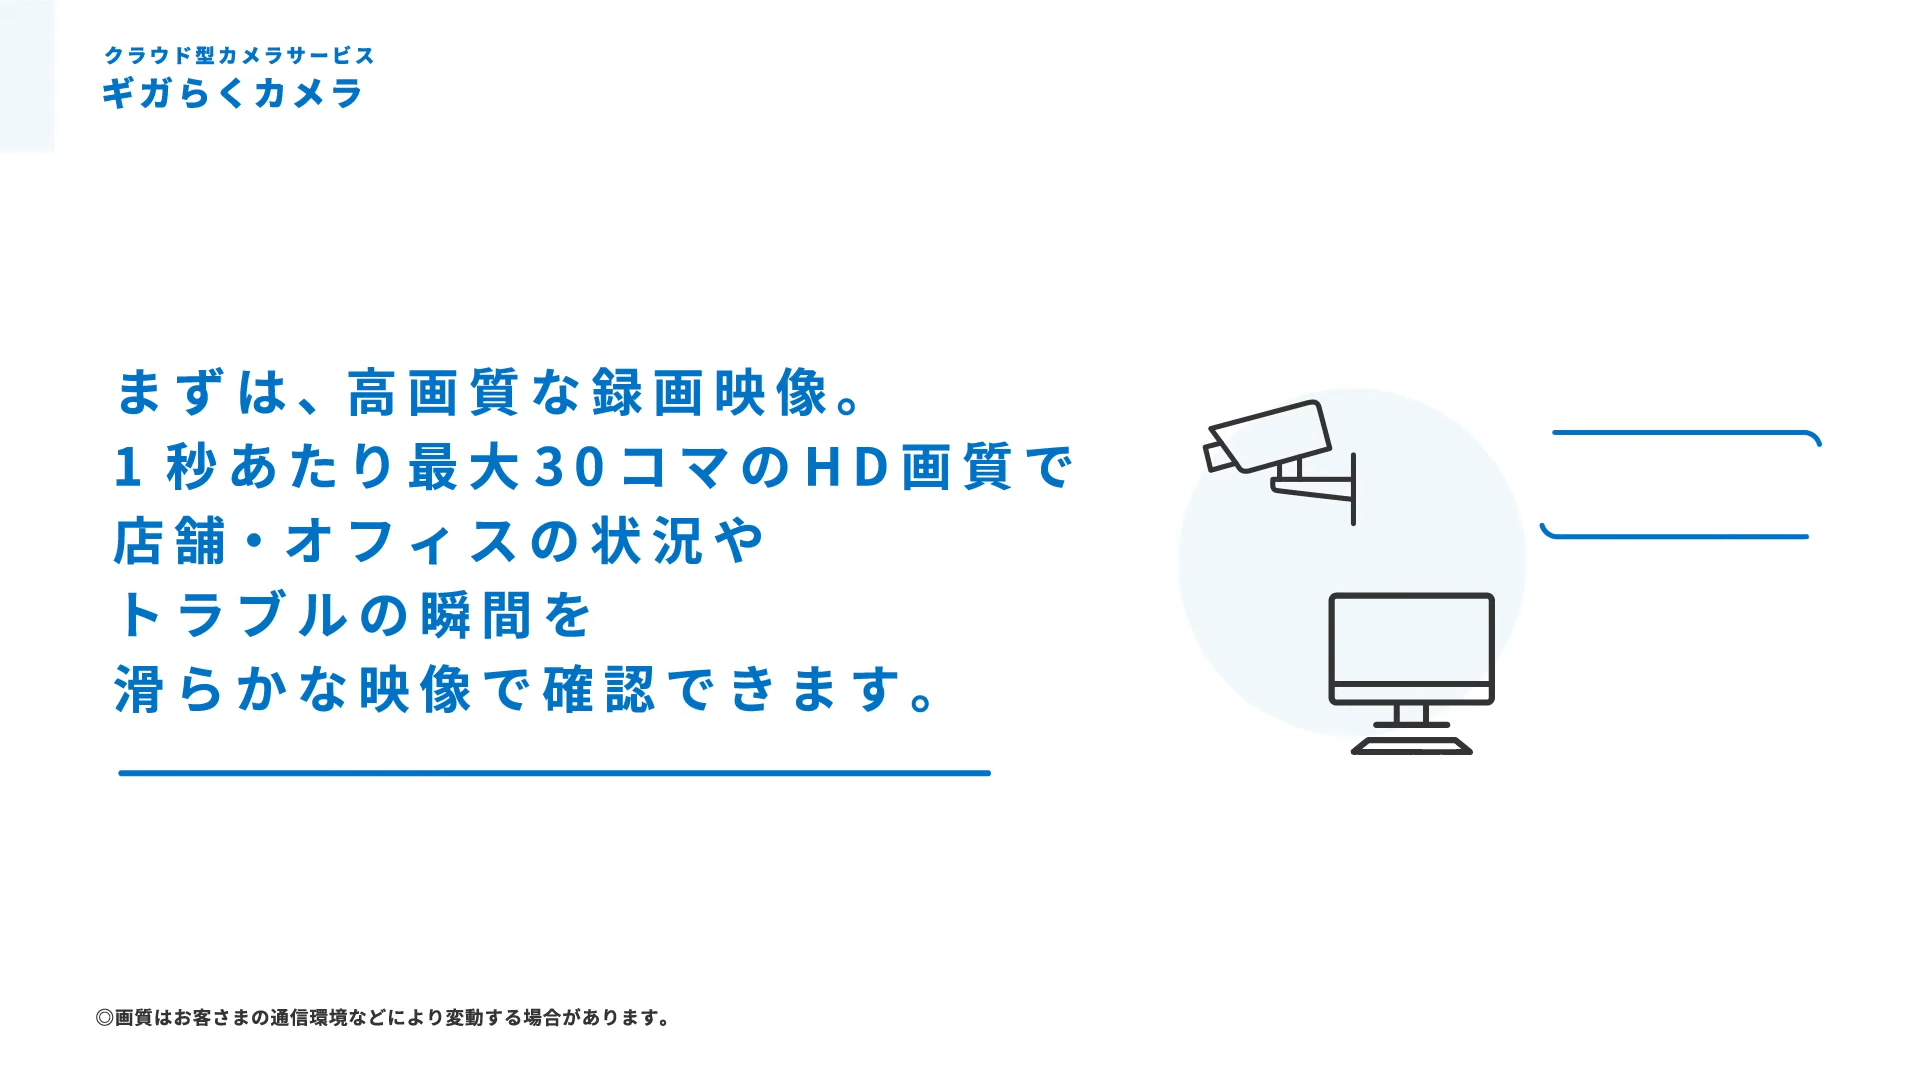 クラウド型カメラサービス
ギガらくカメラ
まずは、高画質な録画映像。
1秒あたり最大30コマのHD画質で
店舗・オフィスの状況や
トラブルの瞬間を
滑らかな映像で確認できます。
◎画質はお客さまの通信環境などにより変動する場合があります。